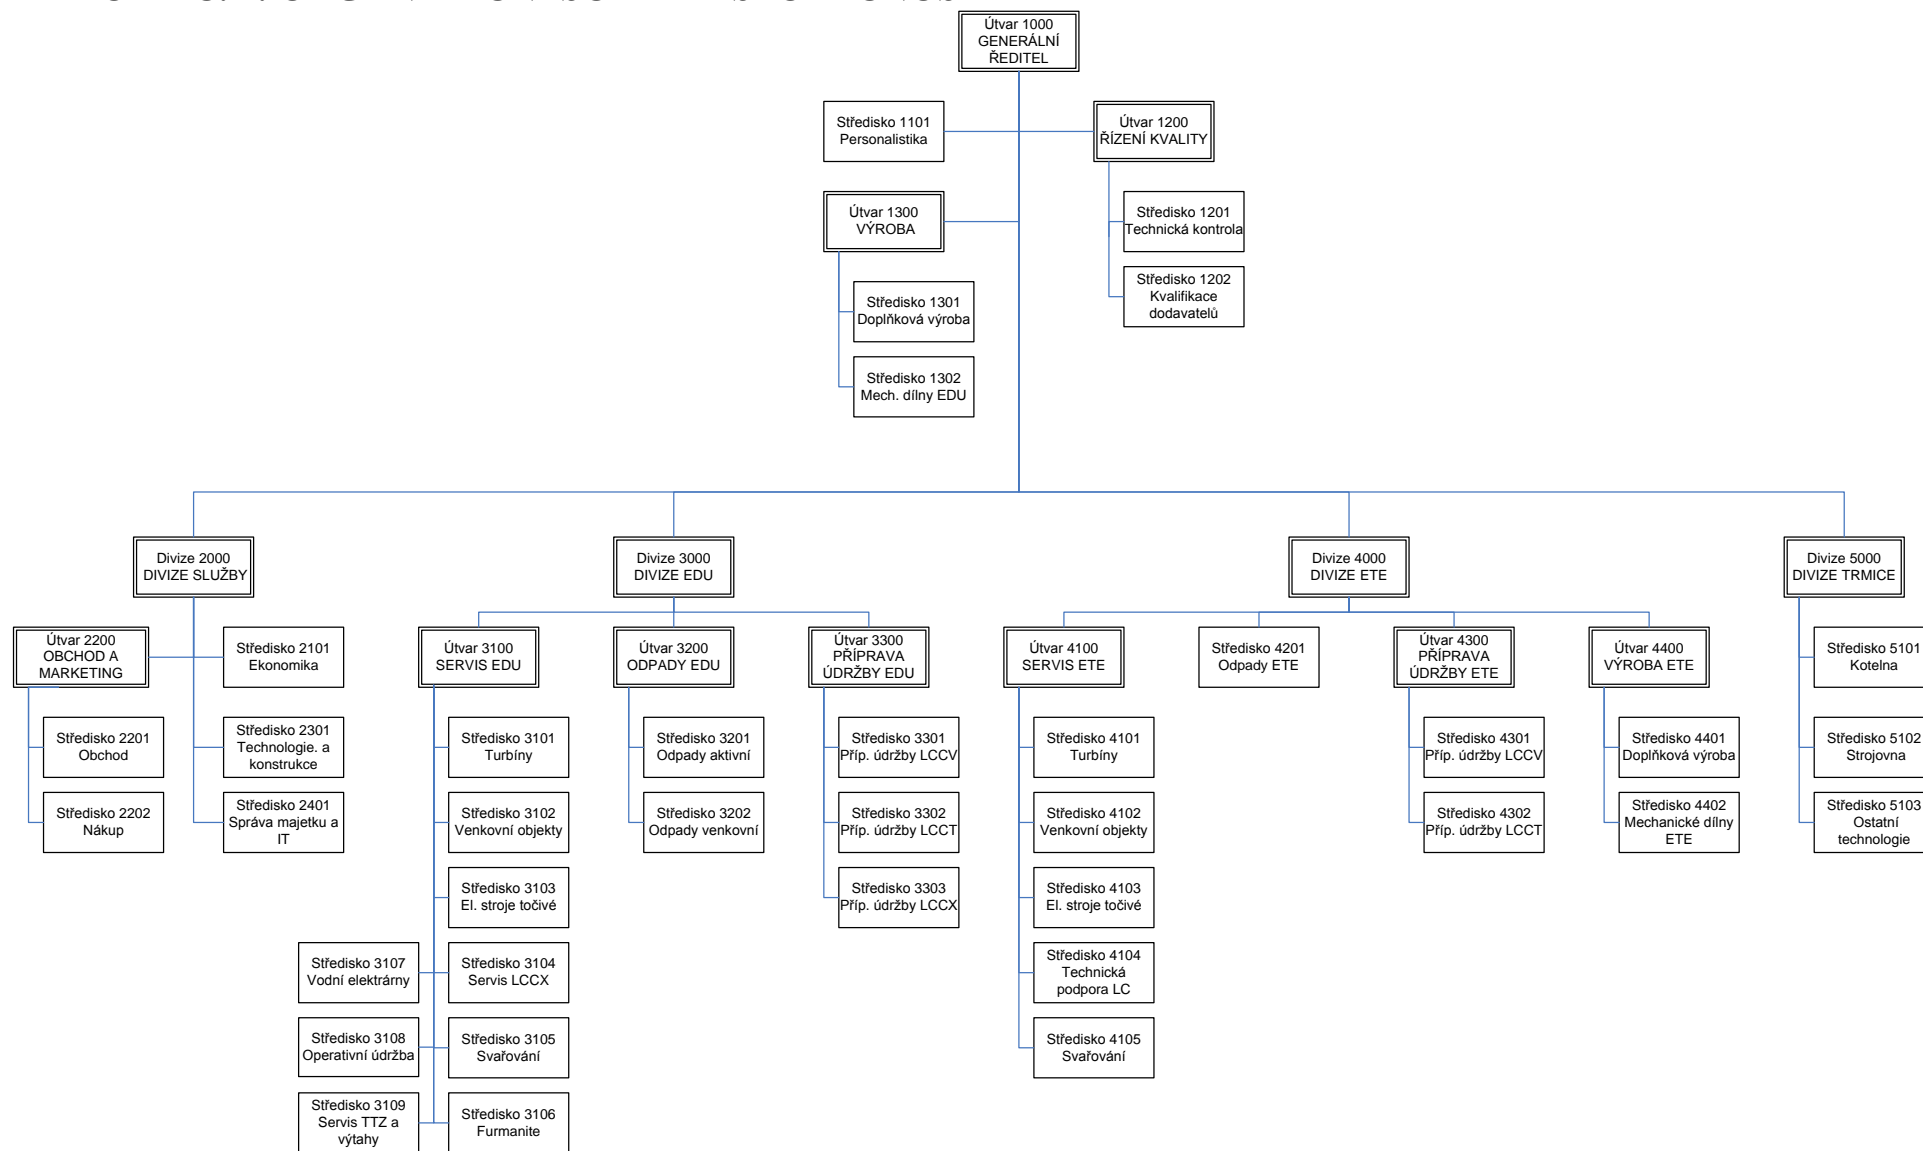 Útvar 1000
GENERÁLNÍ
ŘEDITEL
Středisko 1101
Personalistika
Útvar 1200
ŘÍZENÍ KVALITY
Útvar 1300
VÝROBA
Středisko 1201
Technická kontrola
Středisko 1202
Kvalifikace
dodavatelů
Středisko 1301
Doplňková výroba
Středisko 1302
Mech. dílny EDU
Divize 2000
DIVIZE SLUŽBY
Divize 3000
DIVIZE EDU
Divize 4000
DIVIZE ETE
Divize 5000
DIVIZE TRMICE
Útvar 2200
OBCHOD A
MARKETING
Středisko 2101
Ekonomika
Útvar 3100
SERVIS EDU
Útvar 3200
ODPADY EDU
Útvar 3300
PŘÍPRAVA
ÚDRŽBY EDU
Útvar 4100
SERVIS ETE
Středisko 4201
Odpady ETE
Útvar 4300
PŘÍPRAVA
ÚDRŽBY ETE
Útvar 4400
VÝROBA ETE
Středisko 5101
Kotelna
Středisko 2201
Obchod
Středisko 2301
Technologie. a
konstrukce
Středisko 3101
Turbíny
Středisko 3201
Odpady aktivní
Středisko 3301
Příp. údržby LCCV
Středisko 4101
Turbíny
Středisko 4301
Příp. údržby LCCV
Středisko 4401
Doplňková výroba
Středisko 5102
Strojovna
Středisko 2202
Nákup
Středisko 2401
Správa majetku a
IT
Středisko 3102
Venkovní objekty
Středisko 3202
Odpady venkovní
Středisko 3302
Příp. údržby LCCT
Středisko 4102
Venkovní objekty
Středisko 4302
Příp. údržby LCCT
Středisko 4402
Mechanické dílny
ETE
Středisko 5103
Ostatní
technologie
Středisko 3103
El. stroje točivé
Středisko 3303
Příp. údržby LCCX
Středisko 4103
El. stroje točivé
Středisko 3107
Vodní elektrárny
Středisko 3104
Servis LCCX
Středisko 4104
Technická
podpora LC
Středisko 3108
Operativní údržba
Středisko 3105
Svařování
Středisko 4105
Svařování
Středisko 3109
Servis TTZ a
výtahy
Středisko 3106
Furmanite